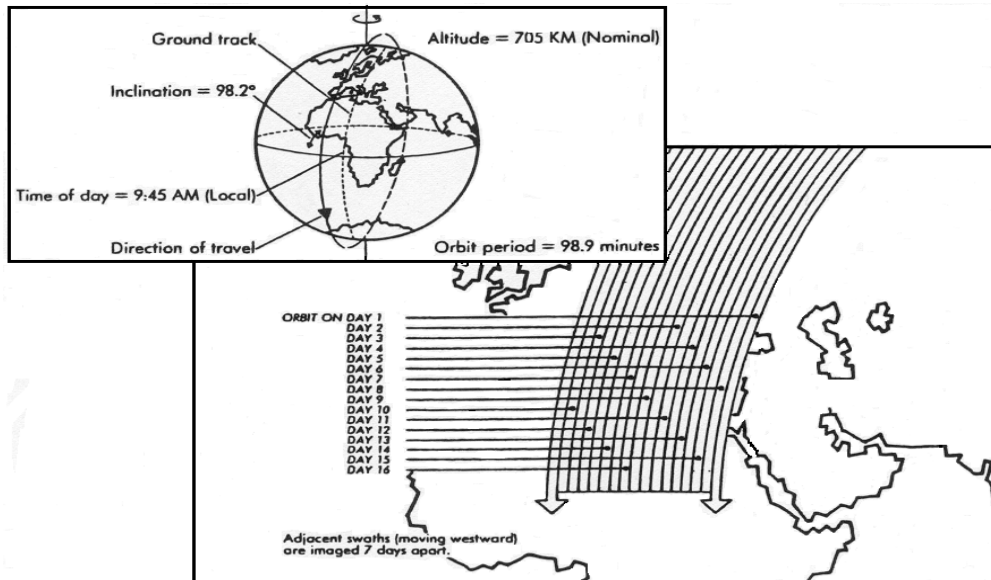 Ground track
Altitude = 705 KM (Nominal)
Inclination = 98.2°
Time of day = 9:45 AM (Local)
Direction of travel
Orbit period = 98.9 minutes
ORBIT ON DAY 1
DAY 2
DAY 3
DAY 4
DAY 5
DAY 6
DAY 7
DAY 8
DAY 9
DAY 10
DAY 11
DAY 12
DAY 13
DAY 14
DAY 15
DAY 16
Adjacent swaths (moving westward)
are imaged 7 days apart.